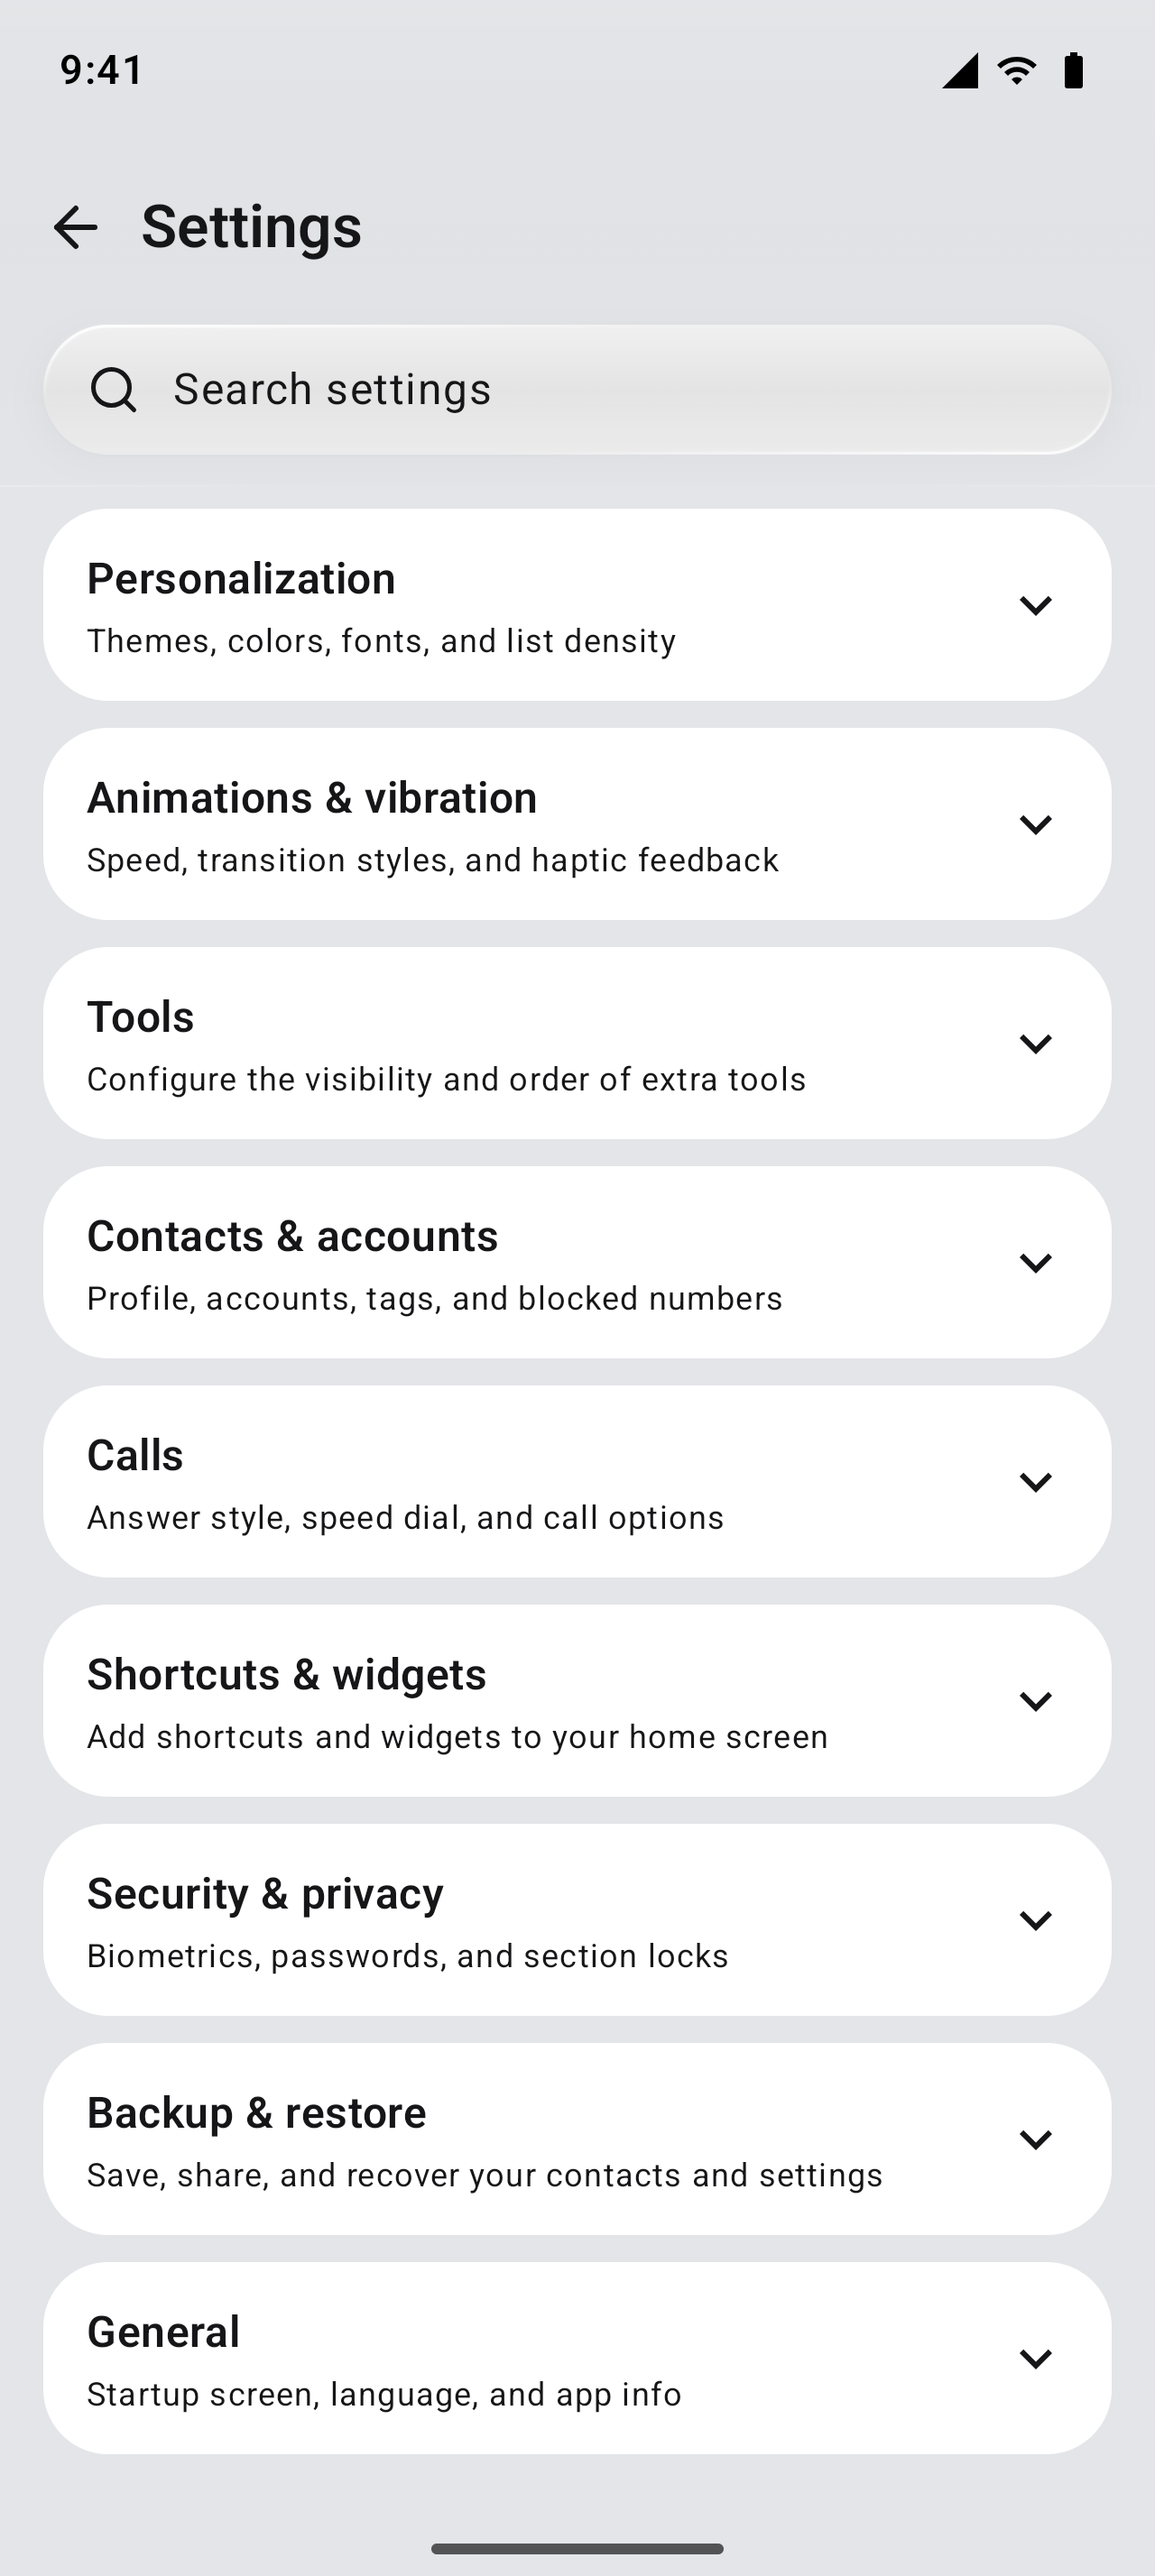 9:41
Settings
Search settings
Personalization
Themes, colors, fonts, and list density
Animations & vibration
Speed, transition styles, and haptic feedback
Tools
Configure the visibility and order of extra tools
Contacts & accounts
Profile, accounts, tags, and blocked numbers
Calls
Answer style, speed dial, and call options
Shortcuts & widgets
Add shortcuts and widgets to your home screen
Security & privacy
Biometrics, passwords, and section locks
Backup & restore
Save, share, and recover your contacts and settings
General
Startup screen, language, and app info